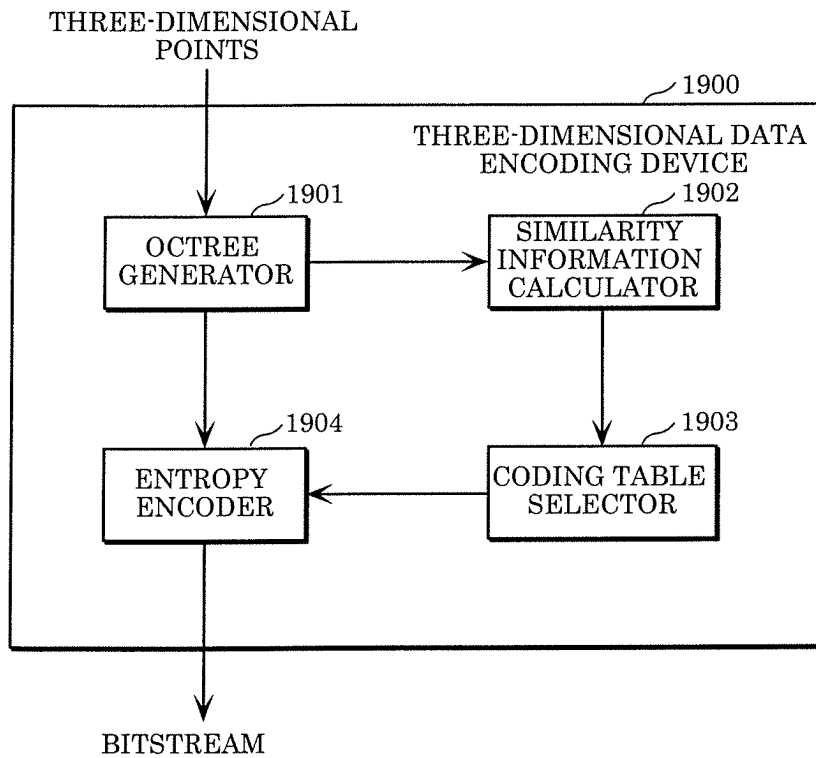 THREE-DIMENSIONAL
POINTS
1900
THREE-DIMENSIONAL DATA
ENCODING DEVICE
1901
OCTREE
GENERATOR
1902
SIMILARITY
INFORMATION
CALCULATOR
1904
ENTROPY
ENCODER
1903
CODING TABLE
SELECTOR
BITSTREAM